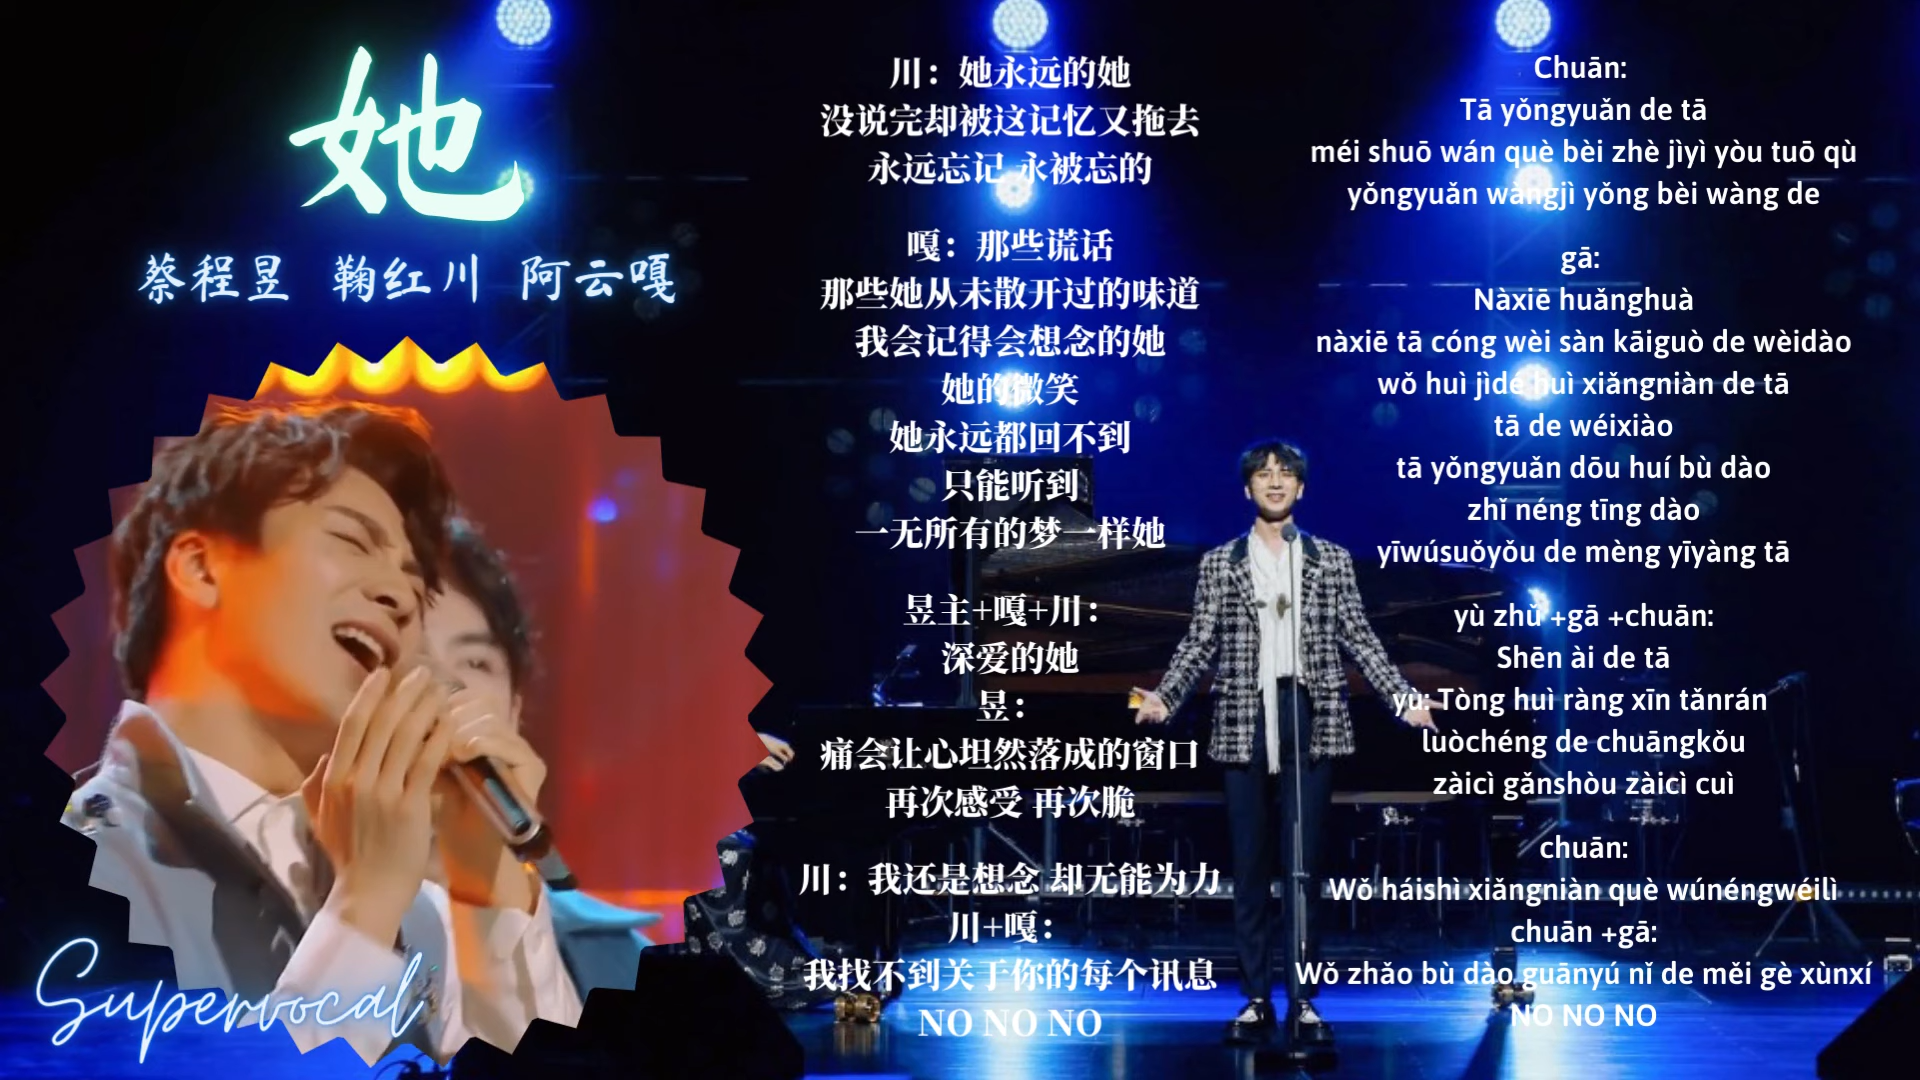 她
蔡程昱 鞠红川 阿云嘎
Supervocal
川：她永远的她
没说完却被这记忆又拖去
永远忘记 永被忘的
嘎：那些谎话
那些她从未散开过的味道
我会记得会想念的她
她的微笑
她永远都回不到
只能听到
一无所有的梦一样她
昱主+嘎+川：
深爱的她
昱：
痛会让心坦然落成的窗口
再次感受 再次脆
川：我还是想念 却无能为力
川+嘎：
我找不到关于你的每个讯息
NO NO NO
Chuān:
Tā yǒngyuǎn de tā
méi shuō wán què bèi zhè jìyì yòu tuō qù
yǒngyuǎn wàngjì yǒng bèi wàng de
gā:
Nàxiē huǎnghuà
nàxiē tā cóng wèi sàn kāiguò de wèidào
wǒ huì jìdé huì xiǎngniàn de tā
tā de wéixiào
tā yǒngyuǎn dōu huí bù dào
zhǐ néng tīng dào
yīwúsuǒyǒu de mèng yīyàng tā
yù zhǔ +gā +chuān:
Shēn ài de tā
yù: Tòng huì ràng xīn tǎnrán
luòchéng de chuāngkǒu
zàicì gǎnshòu zàicì cuì
chuān:
Wǒ háishì xiǎngniàn què wúnéngwéilì
chuān +gā:
Wǒ zhǎo bù dào guānyú nǐ de měi gè xùnxí
NO NO NO